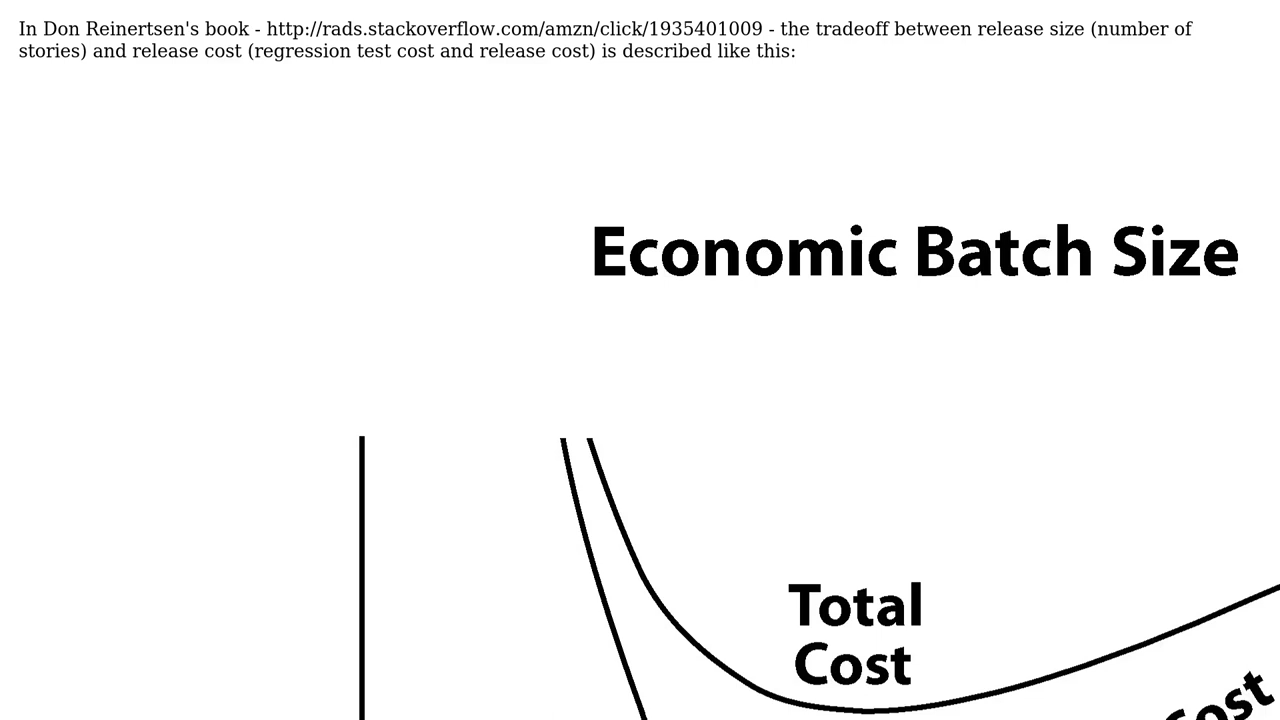 In Don Reinertsen's book - http://rads.stackoverflow.com/amzn/click/1935401009 - the tradeoff between release size (number of
stories) and release cost (regression test cost and release cost) is described like this:
Economic Batch Size
Total
Cost
Cost